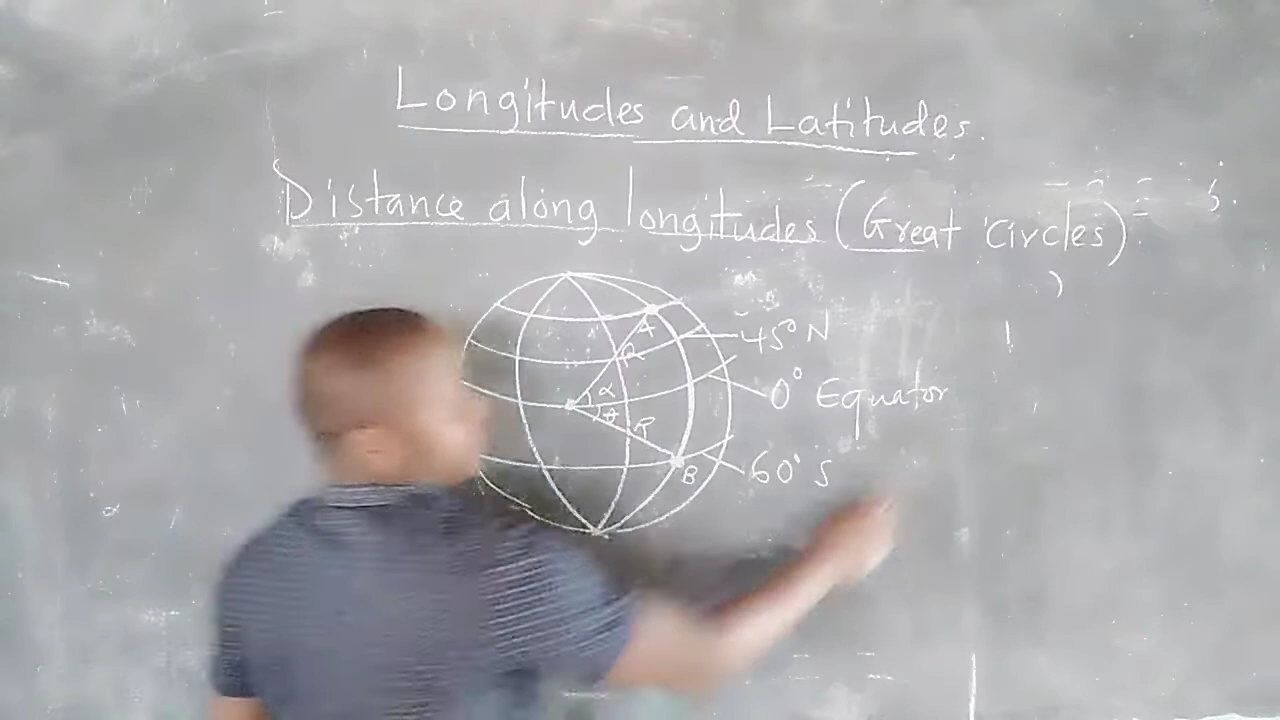 Longitudes and Latitudes.
Distance along longitudes (Great circles)
A
45° N
R
α
0° Equator
θ
R
60° S
B